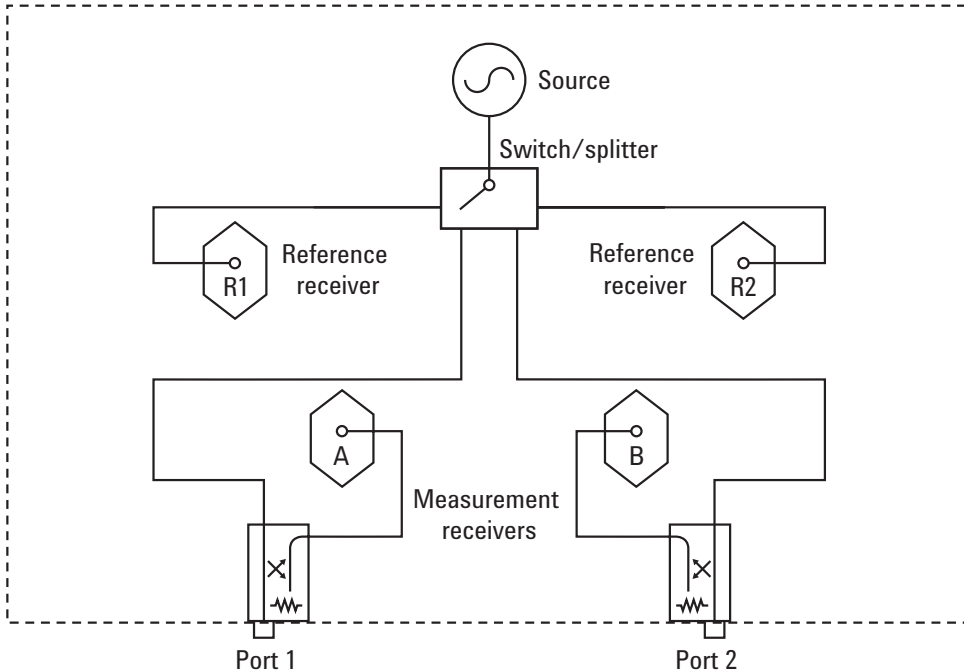 Source
Switch/splitter
Reference
receiver
R1
Reference
receiver
R2
A
B
Measurement
receivers
Port 1
Port 2